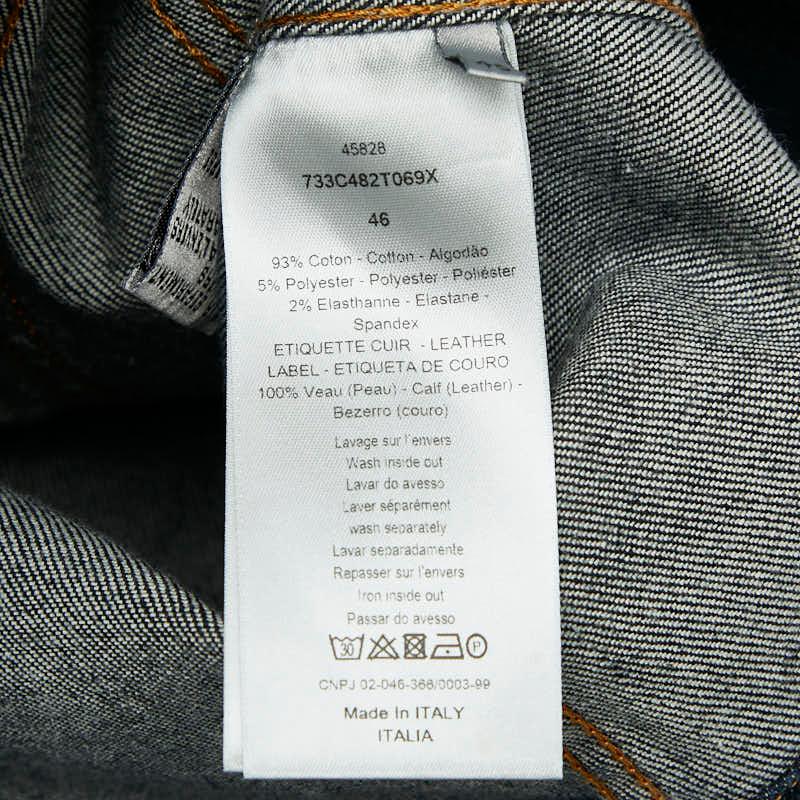 45828
733C482T069X
46
93% Coton - Cotton - Algodão
5% Polyester - Polyester - Poliéster
2% Elasthanne - Elastane -
Spandex
ETIQUETTE CUIR - LEATHER
LABEL - ETIQUETA DE COURO
100% Veau (Peau) - Calf (Leather) -
Bezerro (couro)
Lavage sur l'envers
Wash inside out
Lavar do avesso
Laver séparément
wash separately
Lavar separadamente
Repasser sur l'envers
Iron inside out
Passar do avesso
30 P
CNPJ 02-046-366/0003-99
Made In ITALY
ITALIA